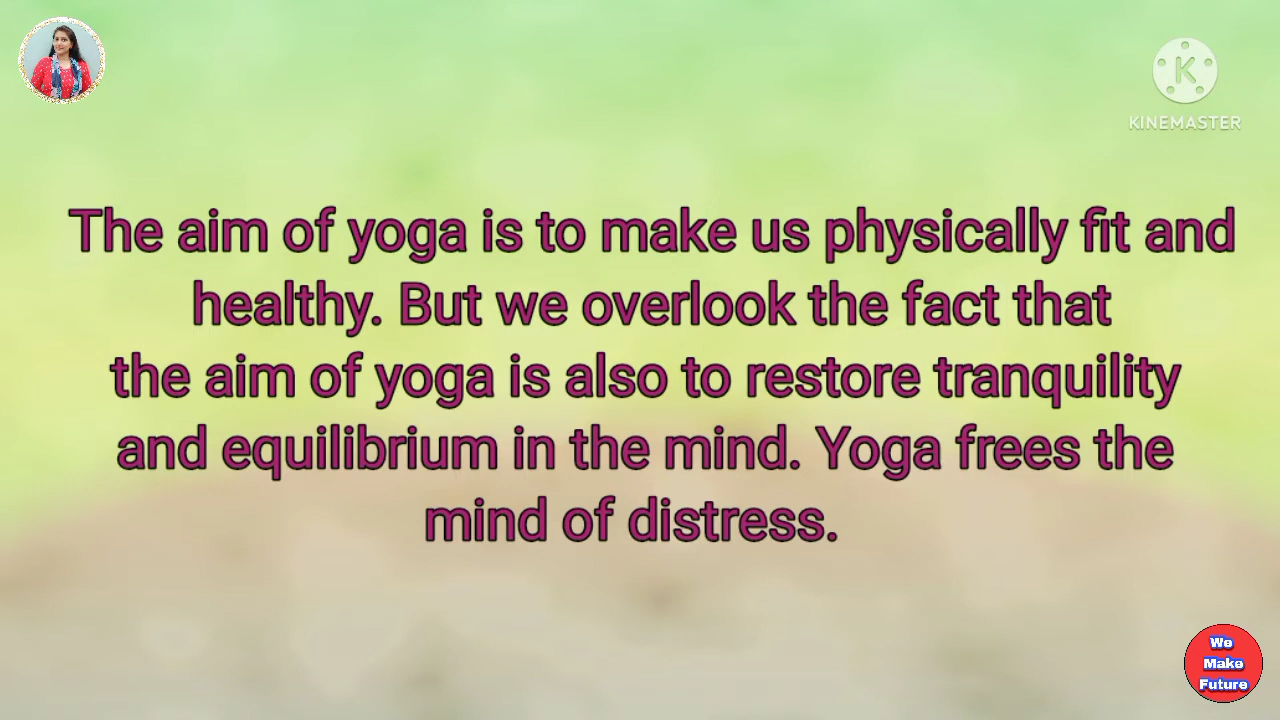 KINEMASTER
The aim of yoga is to make us physically fit and
healthy. But we overlook the fact that
the aim of yoga is also to restore tranquility
and equilibrium in the mind. Yoga frees the
mind of distress.
We
Make
Future